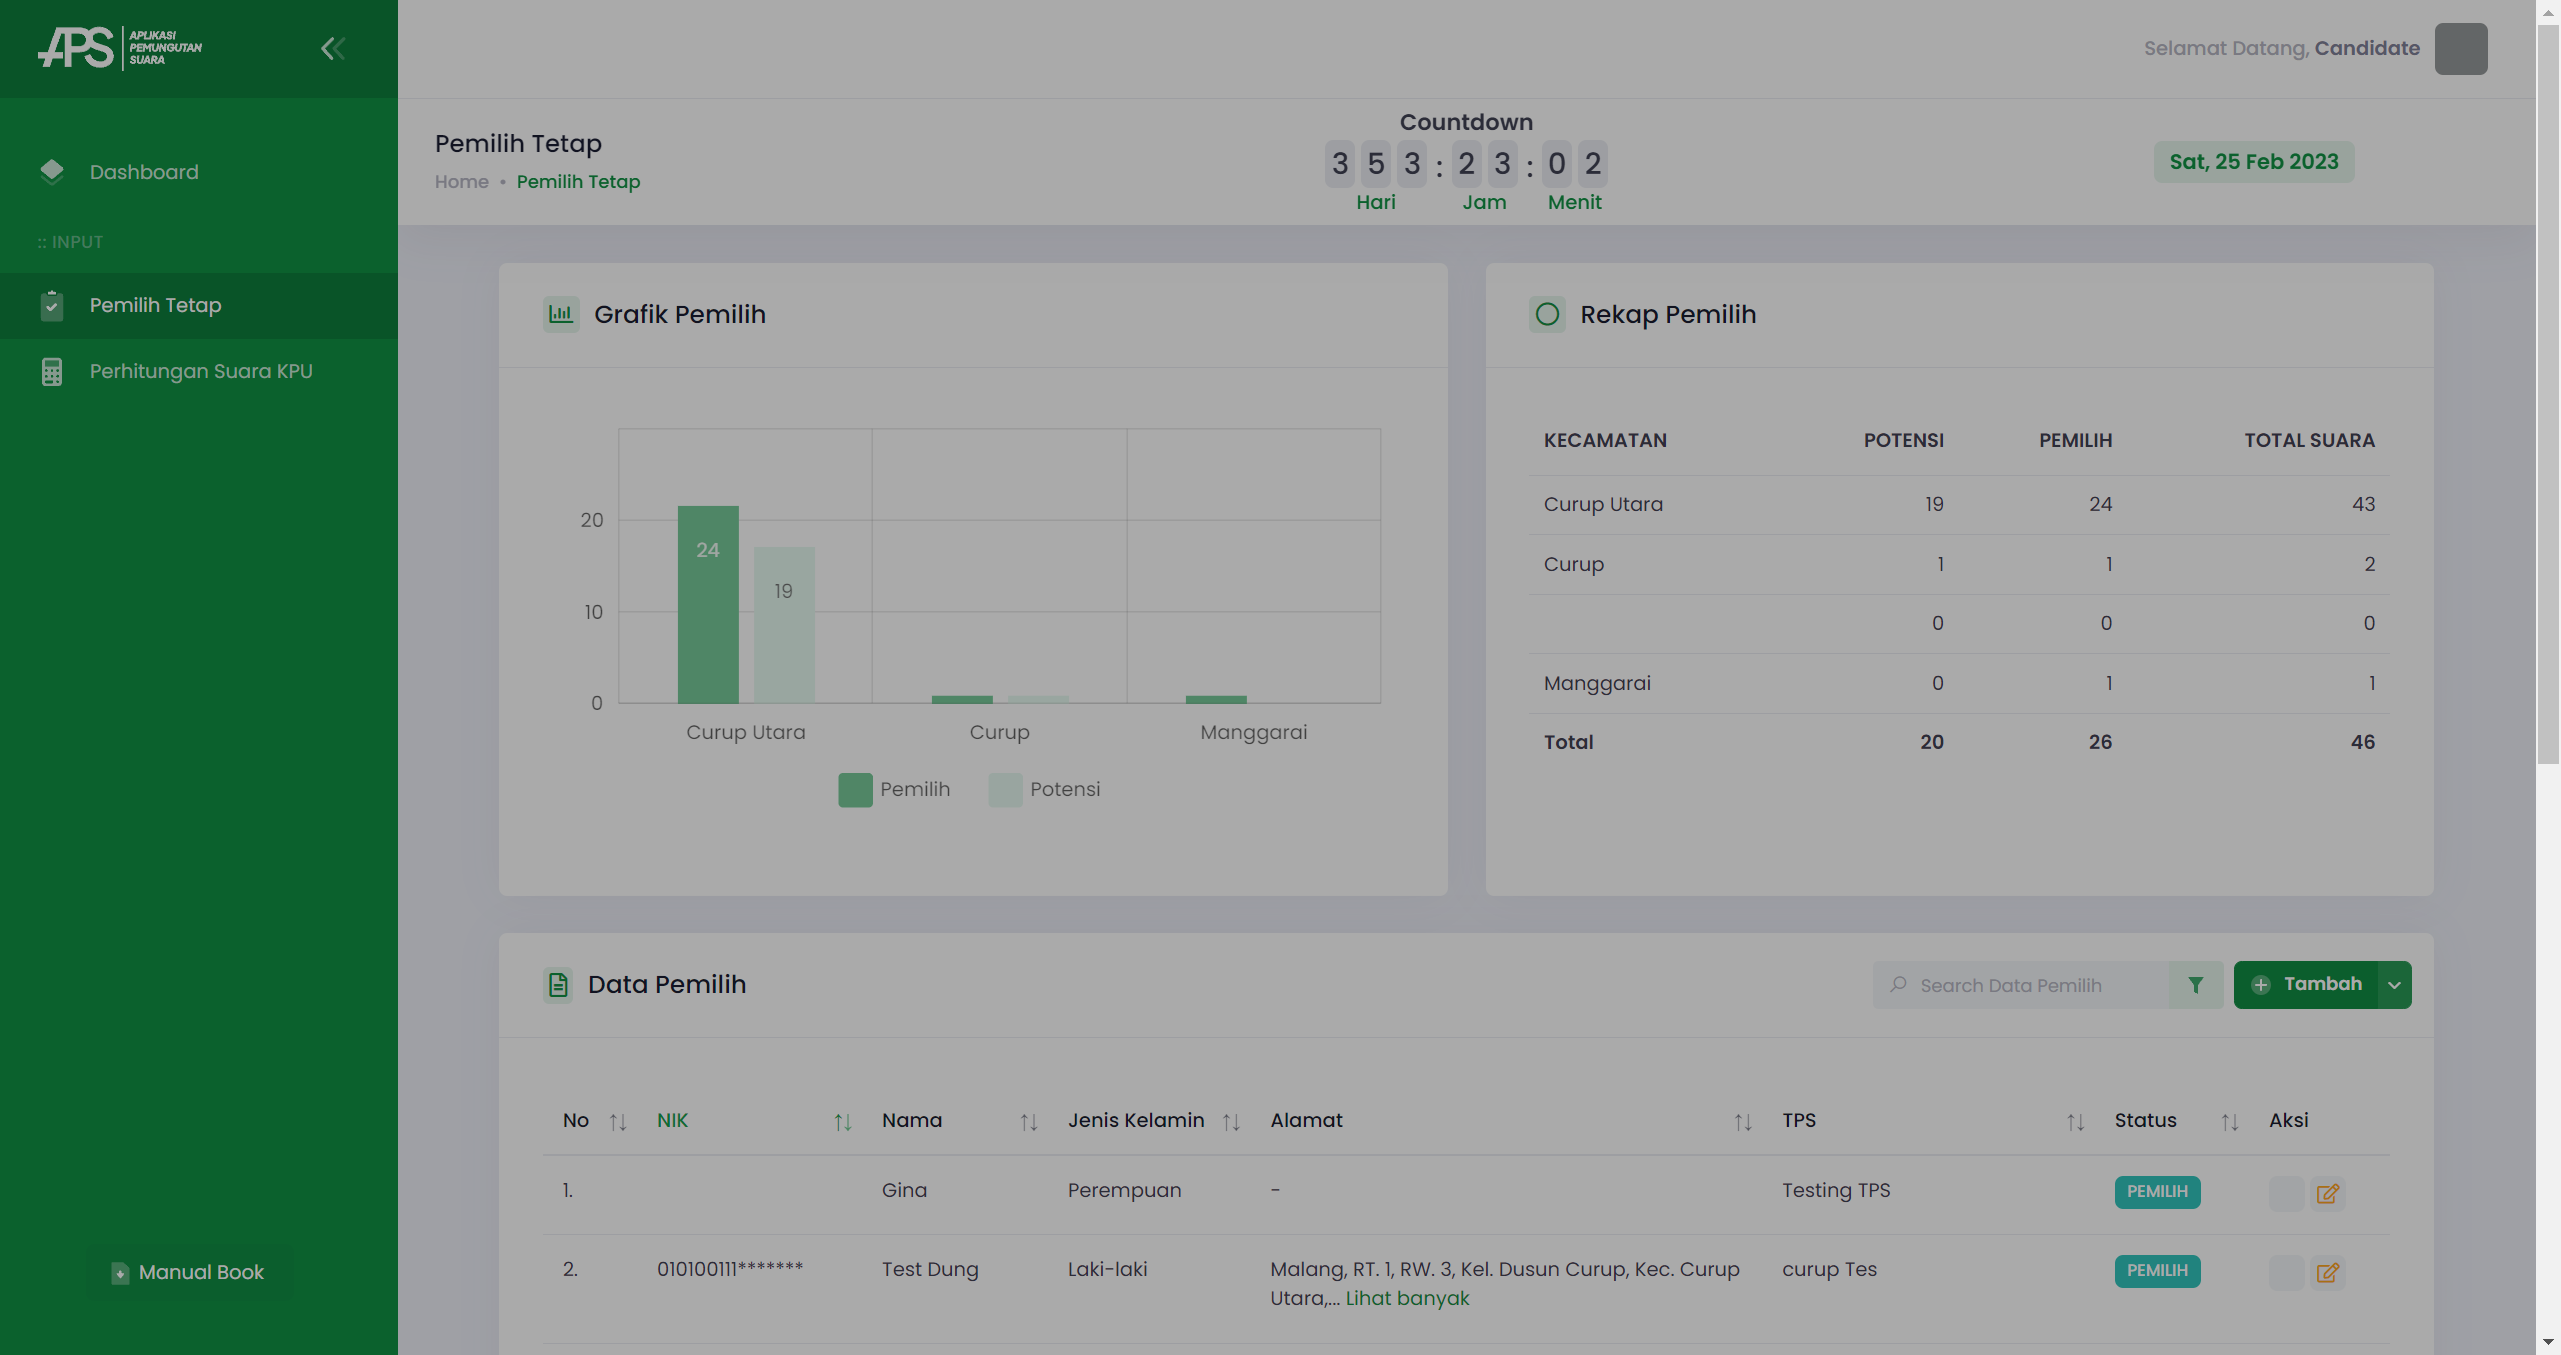 APS
APLIKASI
PEMUNGUTAN
SUARA
Selamat Datang, Candidate
Pemilih Tetap
Home • Pemilih Tetap
Countdown
3 5 3 : 2 3 : 0 2
Hari Jam Menit
Sat, 25 Feb 2023
Dashboard
:: INPUT
Pemilih Tetap
Perhitungan Suara KPU
Manual Book
Grafik Pemilih
20
10
0
24
19
Curup Utara Curup Manggarai
Pemilih Potensi
Rekap Pemilih
KECAMATAN POTENSI PEMILIH TOTAL SUARA
Curup Utara 19 24 43
Curup 1 1 2
0 0 0
Manggarai 0 1 1
Total 20 26 46
Data Pemilih
Search Data Pemilih
Tambah
No NIK Nama Jenis Kelamin Alamat TPS Status Aksi
1. Gina Perempuan - Testing TPS PEMILIH
2. 010100111******* Test Dung Laki-laki Malang, RT. 1, RW. 3, Kel. Dusun Curup, Kec. Curup curup Tes PEMILIH
Utara,... Lihat banyak